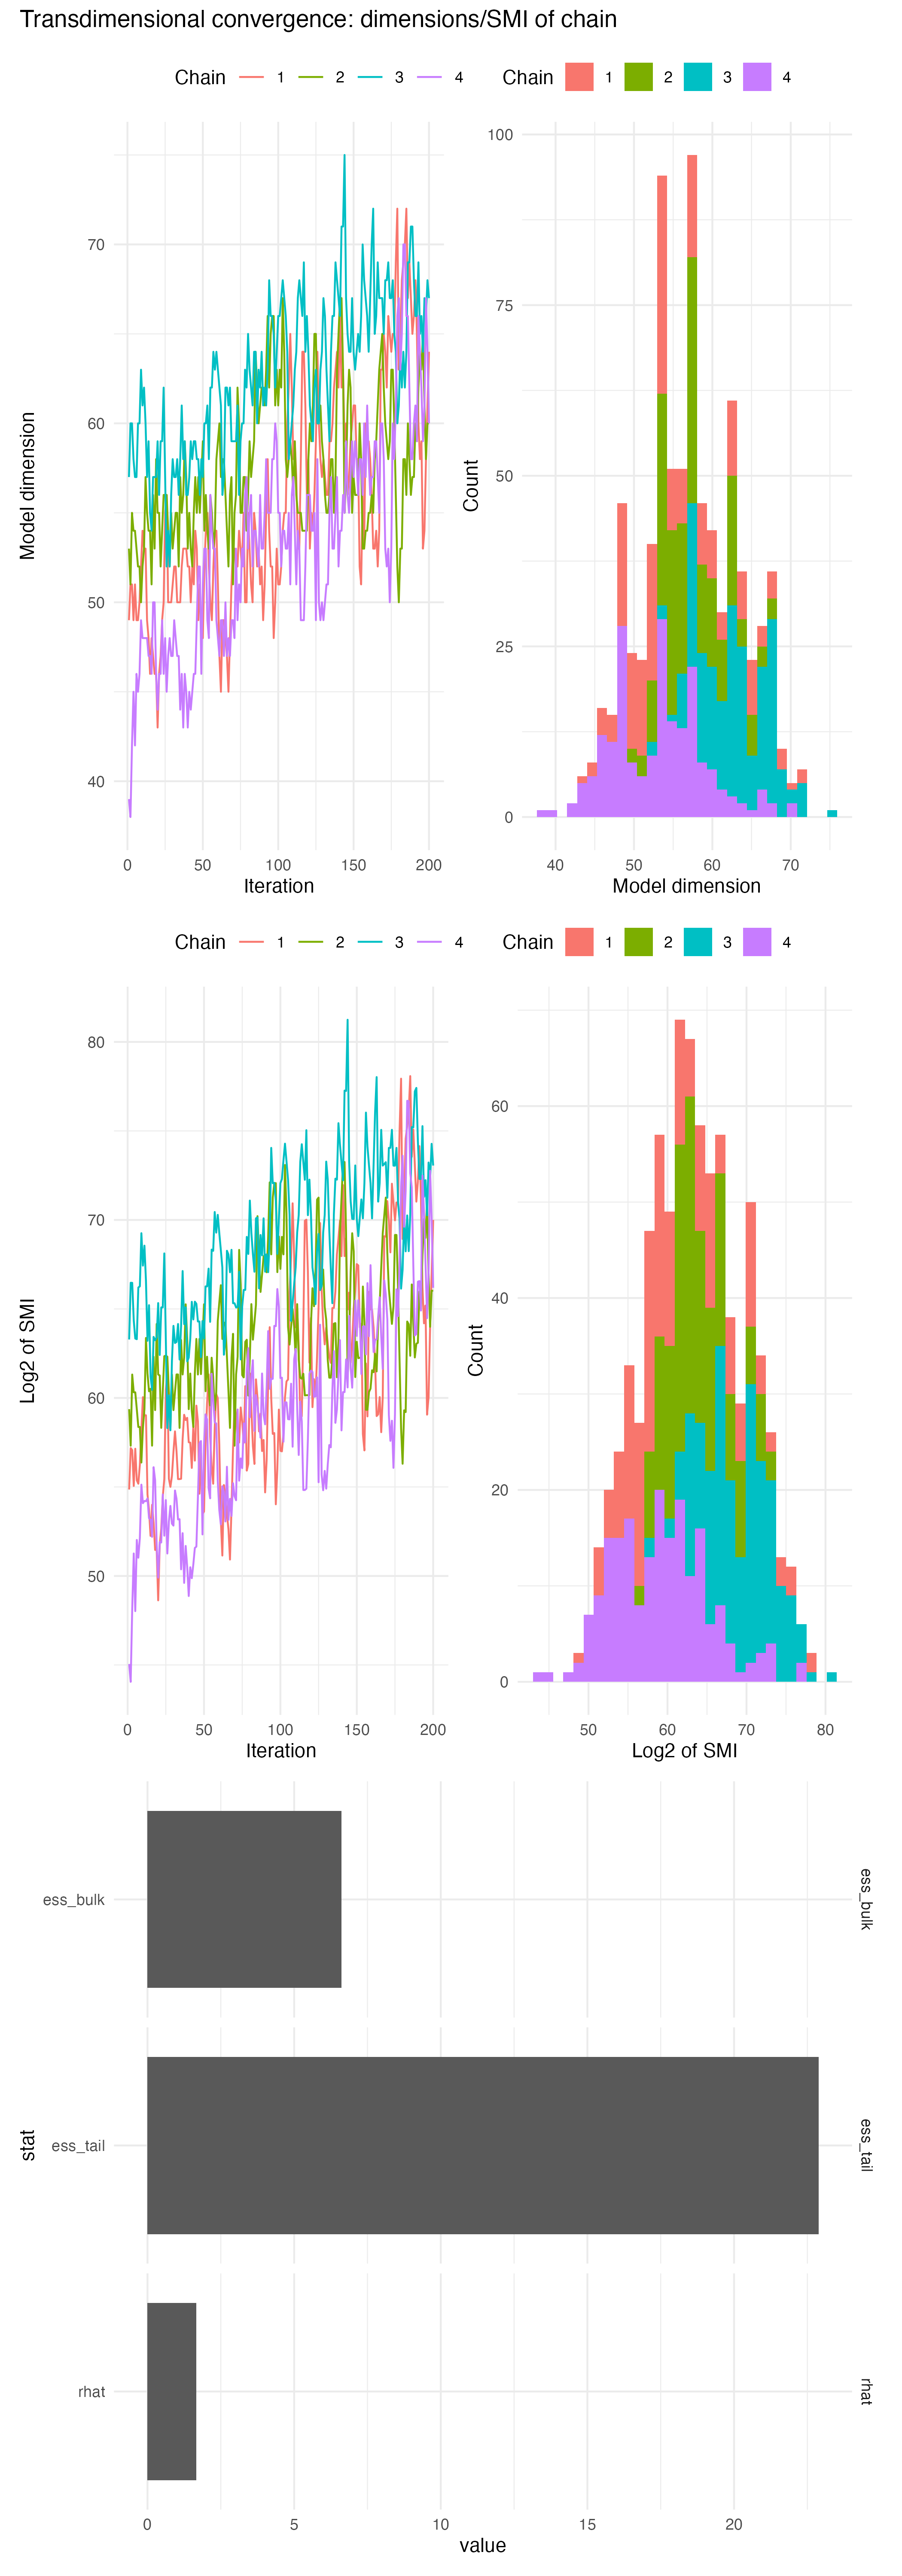 Transdimensional convergence: dimensions/SMI of chain
Chain 1 2 3 4 Chain 1 2 3 4
Model dimension
70
60
50
40
0 50 100 150 200
Iteration
Count
100
75
50
25
0
40 50 60 70
Model dimension
Chain 1 2 3 4 Chain 1 2 3 4
Log2 of SMI
80
70
60
50
0 50 100 150 200
Iteration
Count
60
40
20
0
50 60 70 80
Log2 of SMI
stat
ess_bulk
ess_bulk
ess_tail
ess_tail
rhat
rhat
0 5 10 15 20
value